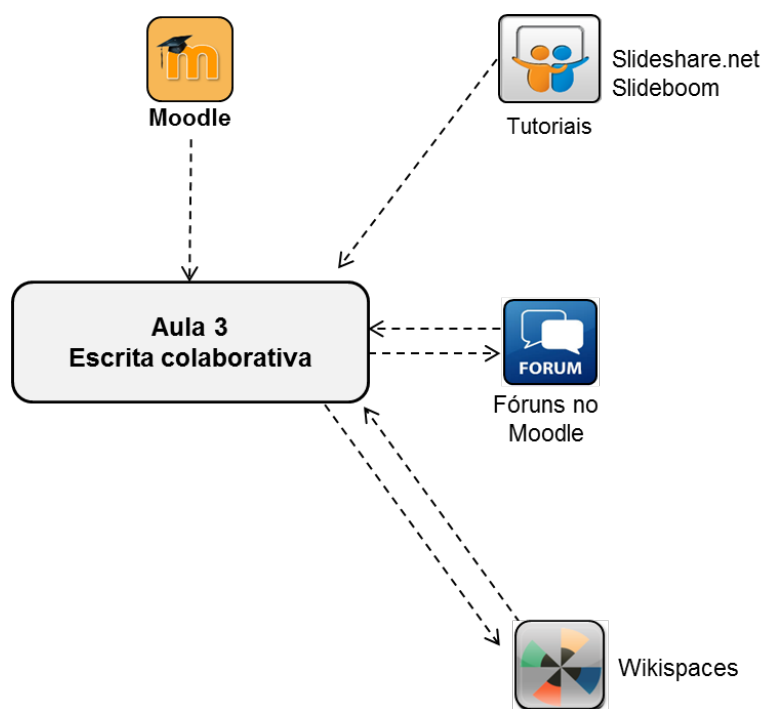 m
Moodle
Slideshare.net
Slideboom
Tutoriais
Aula 3
Escrita colaborativa
FORUM
Fóruns no
Moodle
Wikispaces